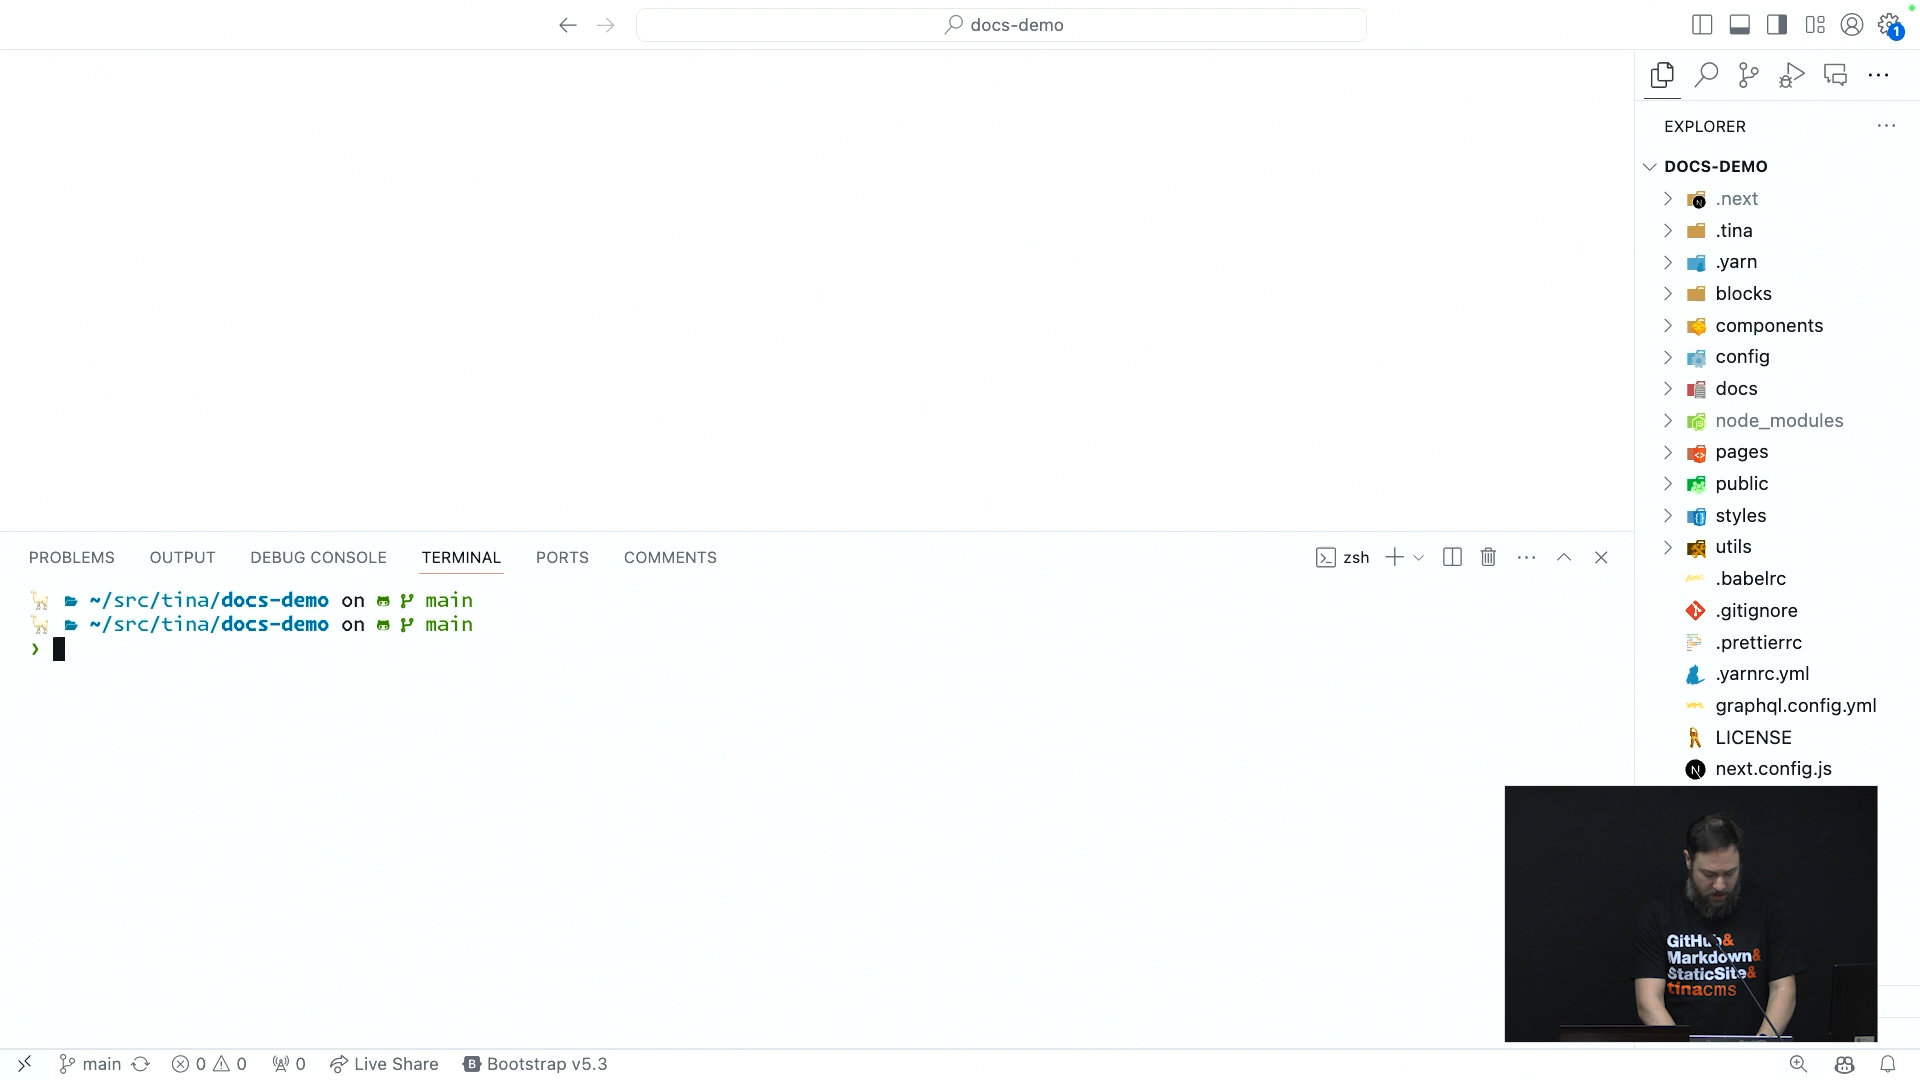 docs-demo
1
EXPLORER
DOCS-DEMO
.next
.tina
.yarn
blocks
components
config
docs
node_modules
pages
public
styles
utils
.babelrc
.gitignore
.prettierrc
.yarnrc.yml
graphql.config.yml
LICENSE
next.config.js
PROBLEMS OUTPUT DEBUG CONSOLE TERMINAL PORTS COMMENTS zsh
~/src/tina/docs-demo on main
~/src/tina/docs-demo on main
❯
GitHub&
Markdown&
StaticSite&
tinacms
main 0 0 0 Live Share B Bootstrap v5.3